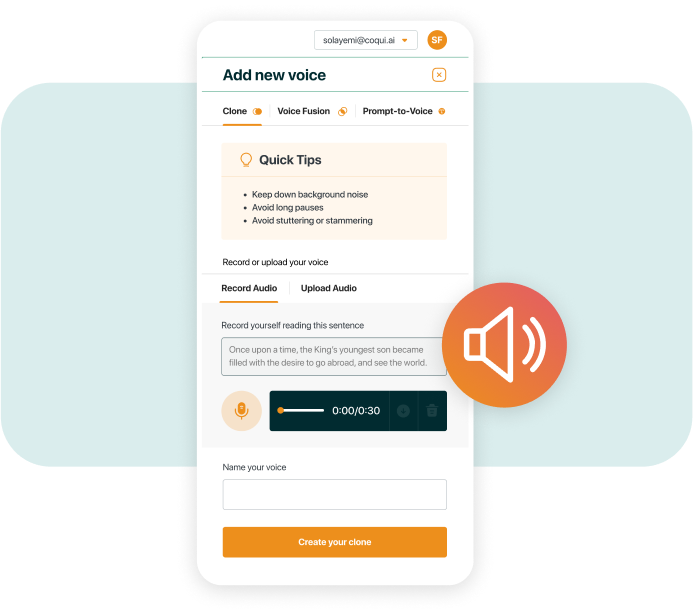 solayemi@coqui.ai
SF
Add new voice
Clone Voice Fusion Prompt-to-Voice
Quick Tips
• Keep down background noise
• Avoid long pauses
• Avoid stuttering or stammering
Record or upload your voice
Record Audio Upload Audio
Record yourself reading this sentence
Once upon a time, the King's youngest son became
filled with the desire to go abroad, and see the world.
0:00/0:30
Name your voice
Create your clone